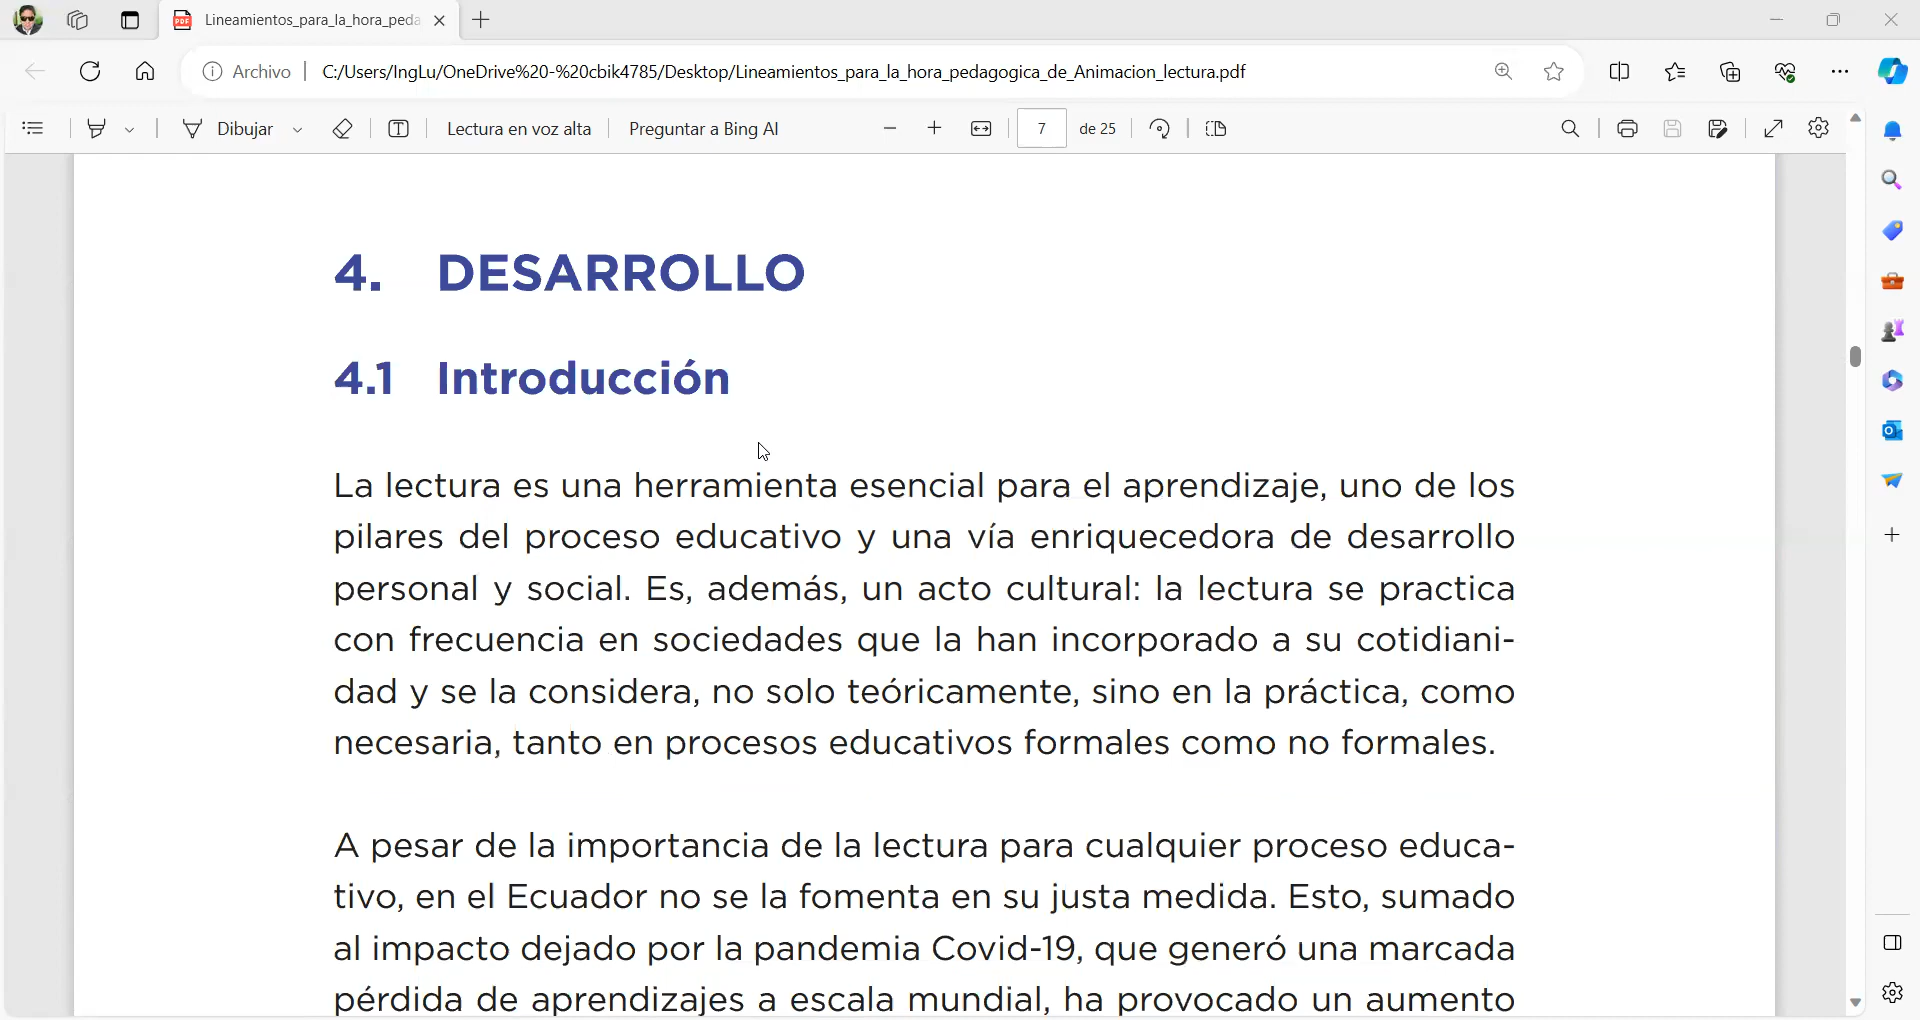 Lineamientos_para_la_hora_peda
Archivo
C:/Users/IngLu/OneDrive%20-%20cbik4785/Desktop/Lineamientos_para_la_hora_pedagogica_de_Animacion_lectura.pdf
Dibujar
Lectura en voz alta
Preguntar a Bing AI
7 de 25
4. DESARROLLO
4.1 Introducción
La lectura es una herramienta esencial para el aprendizaje, uno de los
pilares del proceso educativo y una vía enriquecedora de desarrollo
personal y social. Es, además, un acto cultural: la lectura se practica
con frecuencia en sociedades que la han incorporado a su cotidiani-
dad y se la considera, no solo teóricamente, sino en la práctica, como
necesaria, tanto en procesos educativos formales como no formales.
A pesar de la importancia de la lectura para cualquier proceso educa-
tivo, en el Ecuador no se la fomenta en su justa medida. Esto, sumado
al impacto dejado por la pandemia Covid-19, que generó una marcada
pérdida de aprendizajes a escala mundial, ha provocado un aumento